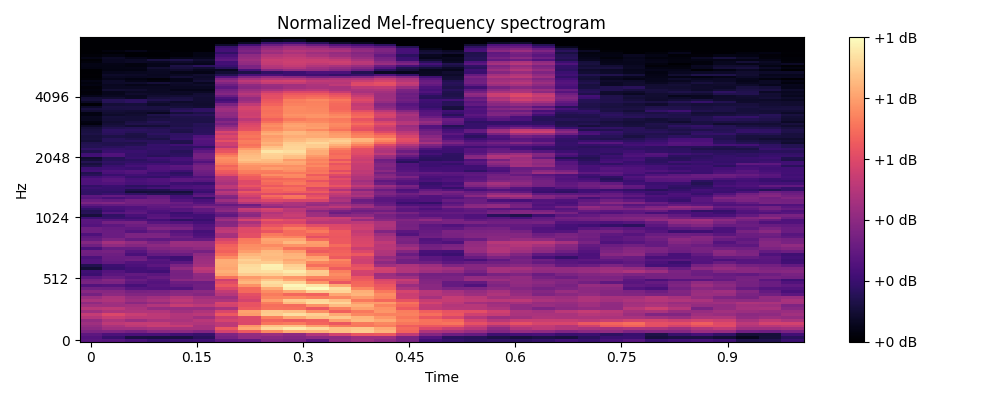 Normalized Mel-frequency spectrogram
Hz
4096
2048
1024
512
0
0 0.15 0.3 0.45 0.6 0.75 0.9
Time
+1 dB
+1 dB
+1 dB
+0 dB
+0 dB
+0 dB